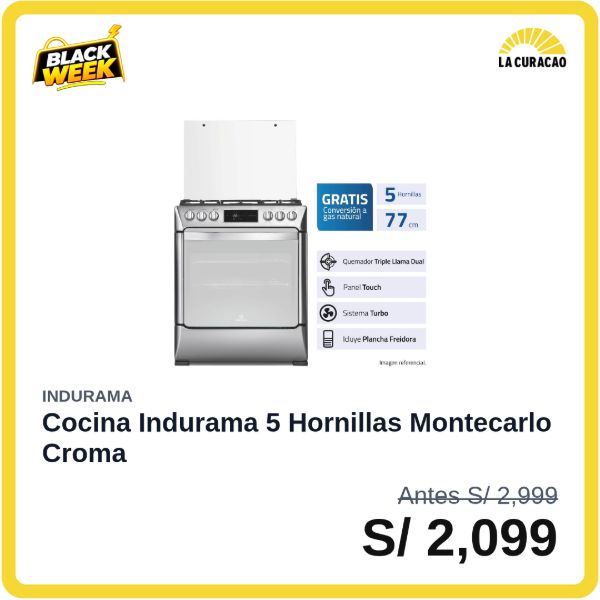 BLACK
WEEK
LA CURACAO
GRATIS
Conversión a
gas natural
5 Hornillas
77 cm
Quemador Triple Llama Dual
Panel Touch
Sistema Turbo
Icluye Plancha Freidora
Imagen referencial.
INDURAMA
Cocina Indurama 5 Hornillas Montecarlo
Croma
Antes S/ 2,999
S/ 2,099